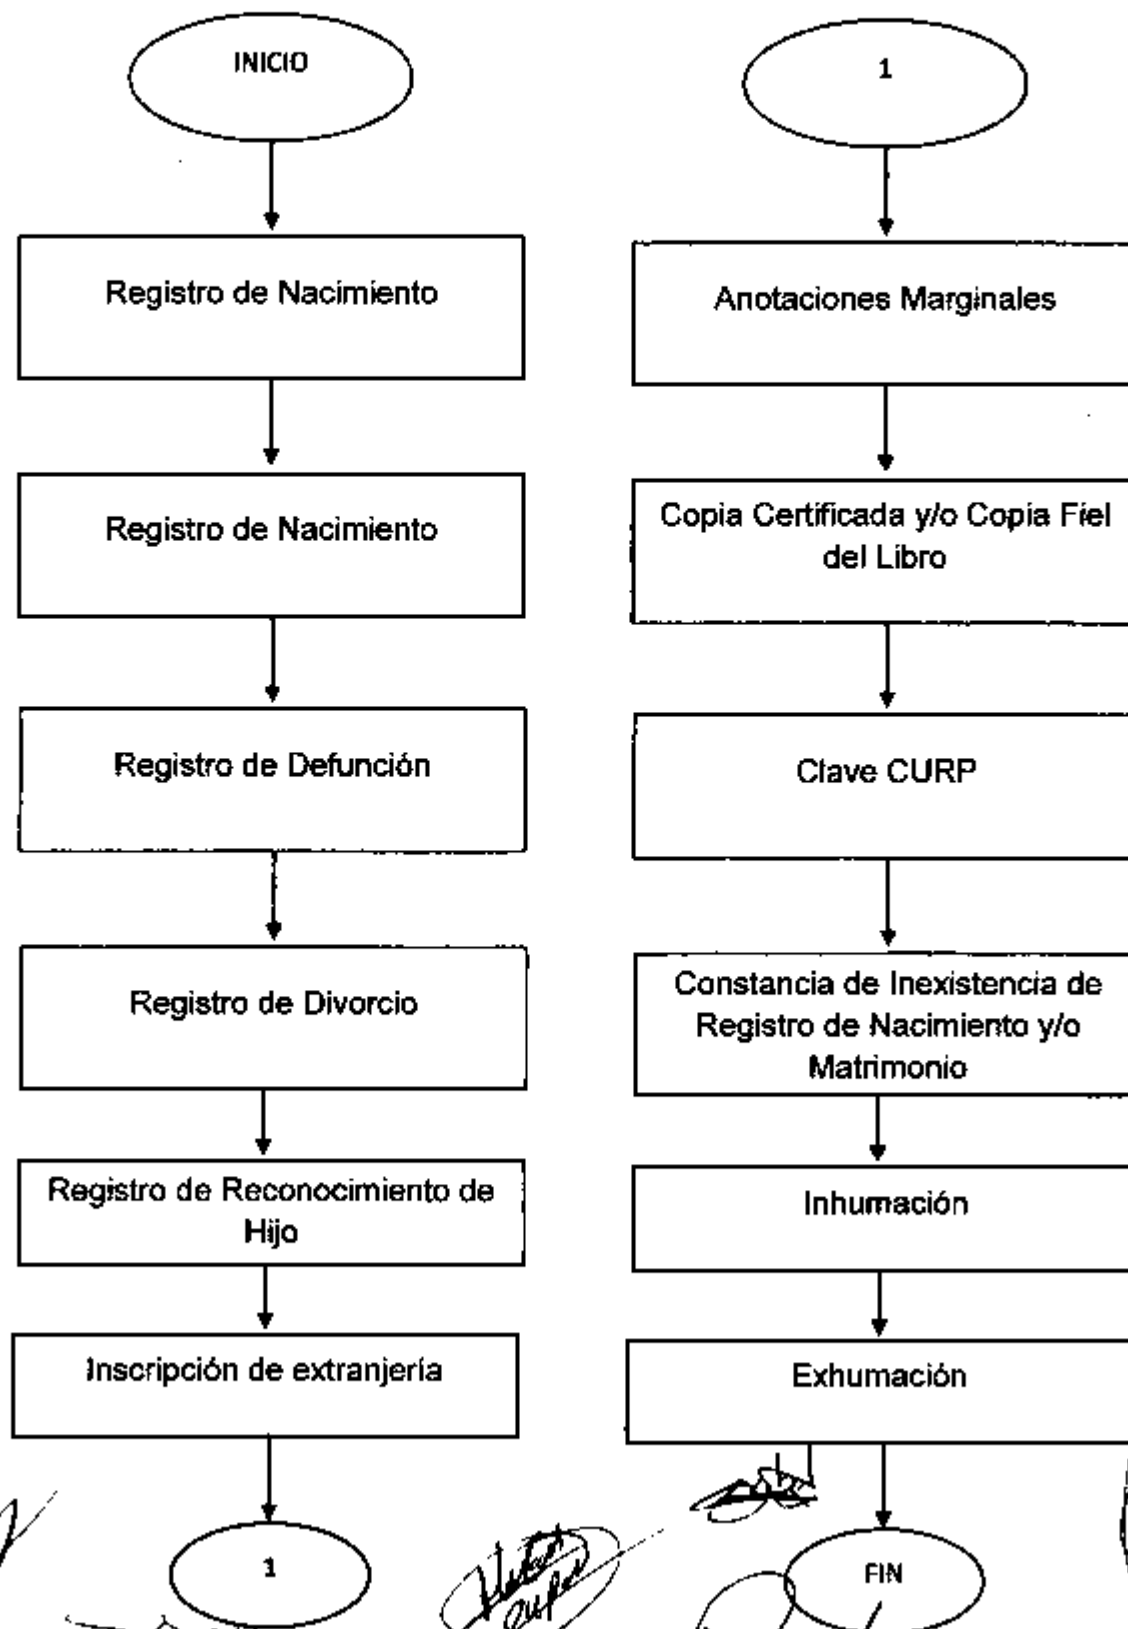 INICIO
Registro de Nacimiento
Registro de Nacimiento
Registro de Defunción
Registro de Divorcio
Registro de Reconocimiento de
Hijo
Inscripción de extranjería
1
1
Anotaciones Marginales
Copia Certificada y/o Copia Fiel
del Libro
Clave CURP
Constancia de Inexistencia de
Registro de Nacimiento y/o
Matrimonio
Inhumación
Exhumación
FIN